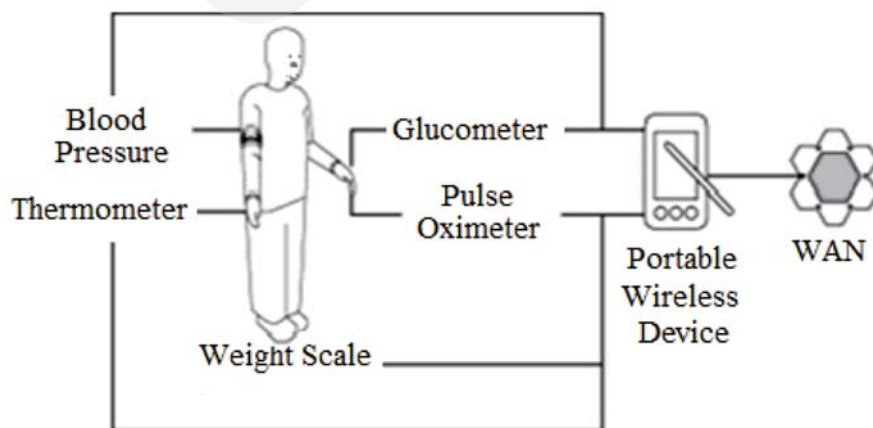 Blood
Pressure
Thermometer
Glucometer
Pulse
Oximeter
Weight Scale
Portable
Wireless
Device
WAN